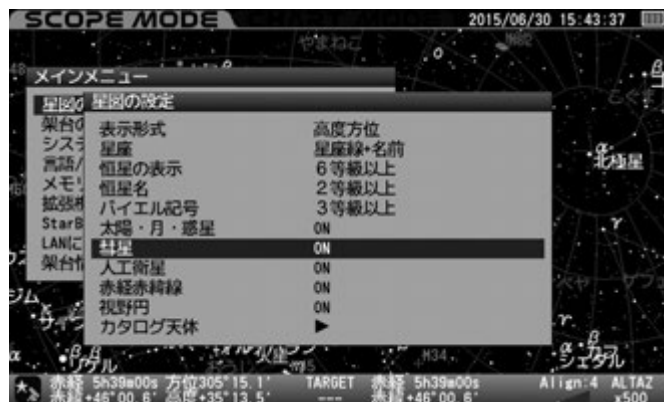 SCOPE MODE
2015/06/30 15:43:37
やまねこ
メインメニュー
星図の設定
表示形式 高度方位
星座 星座線+名前
恒星の表示 6等級以上
恒星名 2等級以上
バイエル記号 3等級以上
太陽・月・惑星 ON
彗星 ON
人工衛星 ON
赤経赤緯線 ON
視野円 ON
カタログ天体 ▶
星図の
架台の
システ
言語/
メモリ
拡張機
StarB
LANに
架台情
北極星
β
γ
α
M34
赤経 5h39m00s 方位305°15.1' TARGET 赤経 5h39m00s Align:4 ALTAZ
赤緯+46°00.6' 高度+35°13.5' --- 赤緯+46°00.6' x500